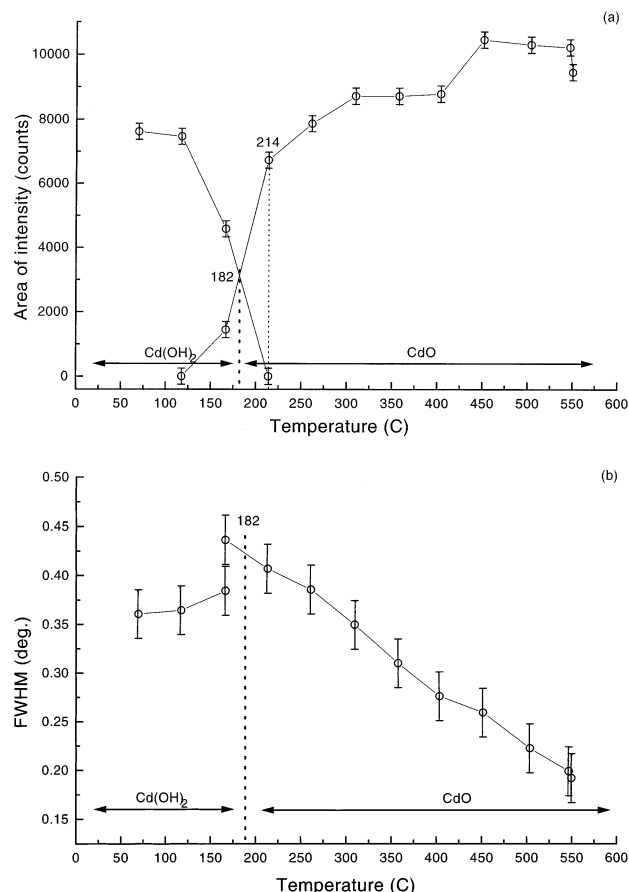 (a)
10000
8000
6000
4000
2000
0
Area of intensity (counts)
214
182
Cd(OH)2
CdO
0 50 100 150 200 250 300 350 400 450 500 550 600
Temperature (C)
(b)
0.50
0.45
0.40
0.35
0.30
0.25
0.20
0.15
FWHM (deg.)
182
Cd(OH)2
CdO
0 50 100 150 200 250 300 350 400 450 500 550 600
Temperature (C)